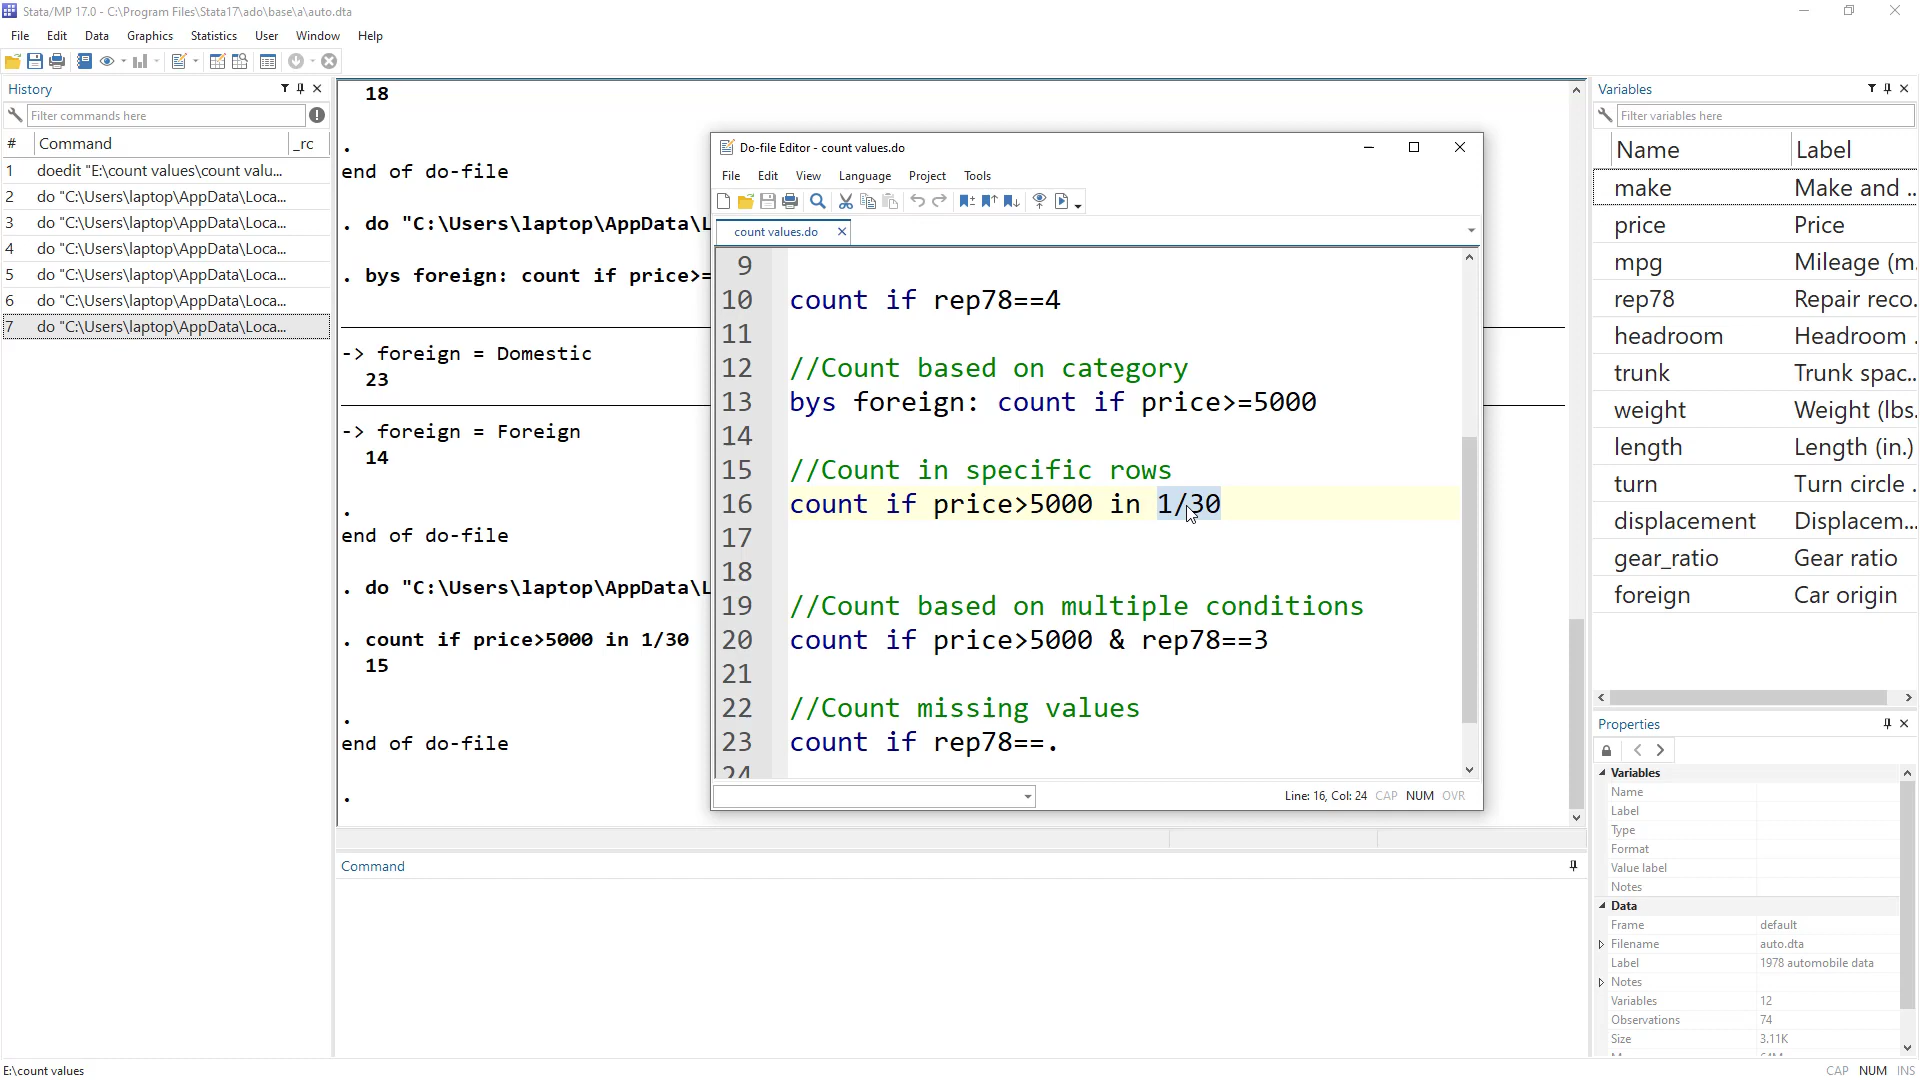 Stata/MP 17.0 - C:\Program Files\Stata17\ado\base\a\auto.dta
File Edit Data Graphics Statistics User Window Help
History
Filter commands here
# Command _rc
1 doedit "E:\count values\count valu...
2 do "C:\Users\laptop\AppData\Loca...
3 do "C:\Users\laptop\AppData\Loca...
4 do "C:\Users\laptop\AppData\Loca...
5 do "C:\Users\laptop\AppData\Loca...
6 do "C:\Users\laptop\AppData\Loca...
7 do "C:\Users\laptop\AppData\Loca...
18
.
end of do-file
. do "C:\Users\laptop\AppData\L
. bys foreign: count if price>=
-> foreign = Domestic
23
-> foreign = Foreign
14
.
end of do-file
. do "C:\Users\laptop\AppData\L
. count if price>5000 in 1/30
15
.
end of do-file
.
Do-file Editor - count values.do
File Edit View Language Project Tools
count values.do
9
10 count if rep78==4
11
12 //Count based on category
13 bys foreign: count if price>=5000
14
15 //Count in specific rows
16 count if price>5000 in 1/30
17
18
19 //Count based on multiple conditions
20 count if price>5000 & rep78==3
21
22 //Count missing values
23 count if rep78==.
24
Line: 16, Col: 24 CAP NUM OVR
Command
Variables
Filter variables here
Name Label
make Make and ..
price Price
mpg Mileage (m.
rep78 Repair reco.
headroom Headroom .
trunk Trunk spac..
weight Weight (lbs.
length Length (in.)
turn Turn circle .
displacement Displacem...
gear_ratio Gear ratio
foreign Car origin
Properties
Variables
Name
Label
Type
Format
Value label
Notes
Data
Frame default
Filename auto.dta
Label 1978 automobile data
Notes
Variables 12
Observations 74
Size 3.11K
E:\count values
CAP NUM INS